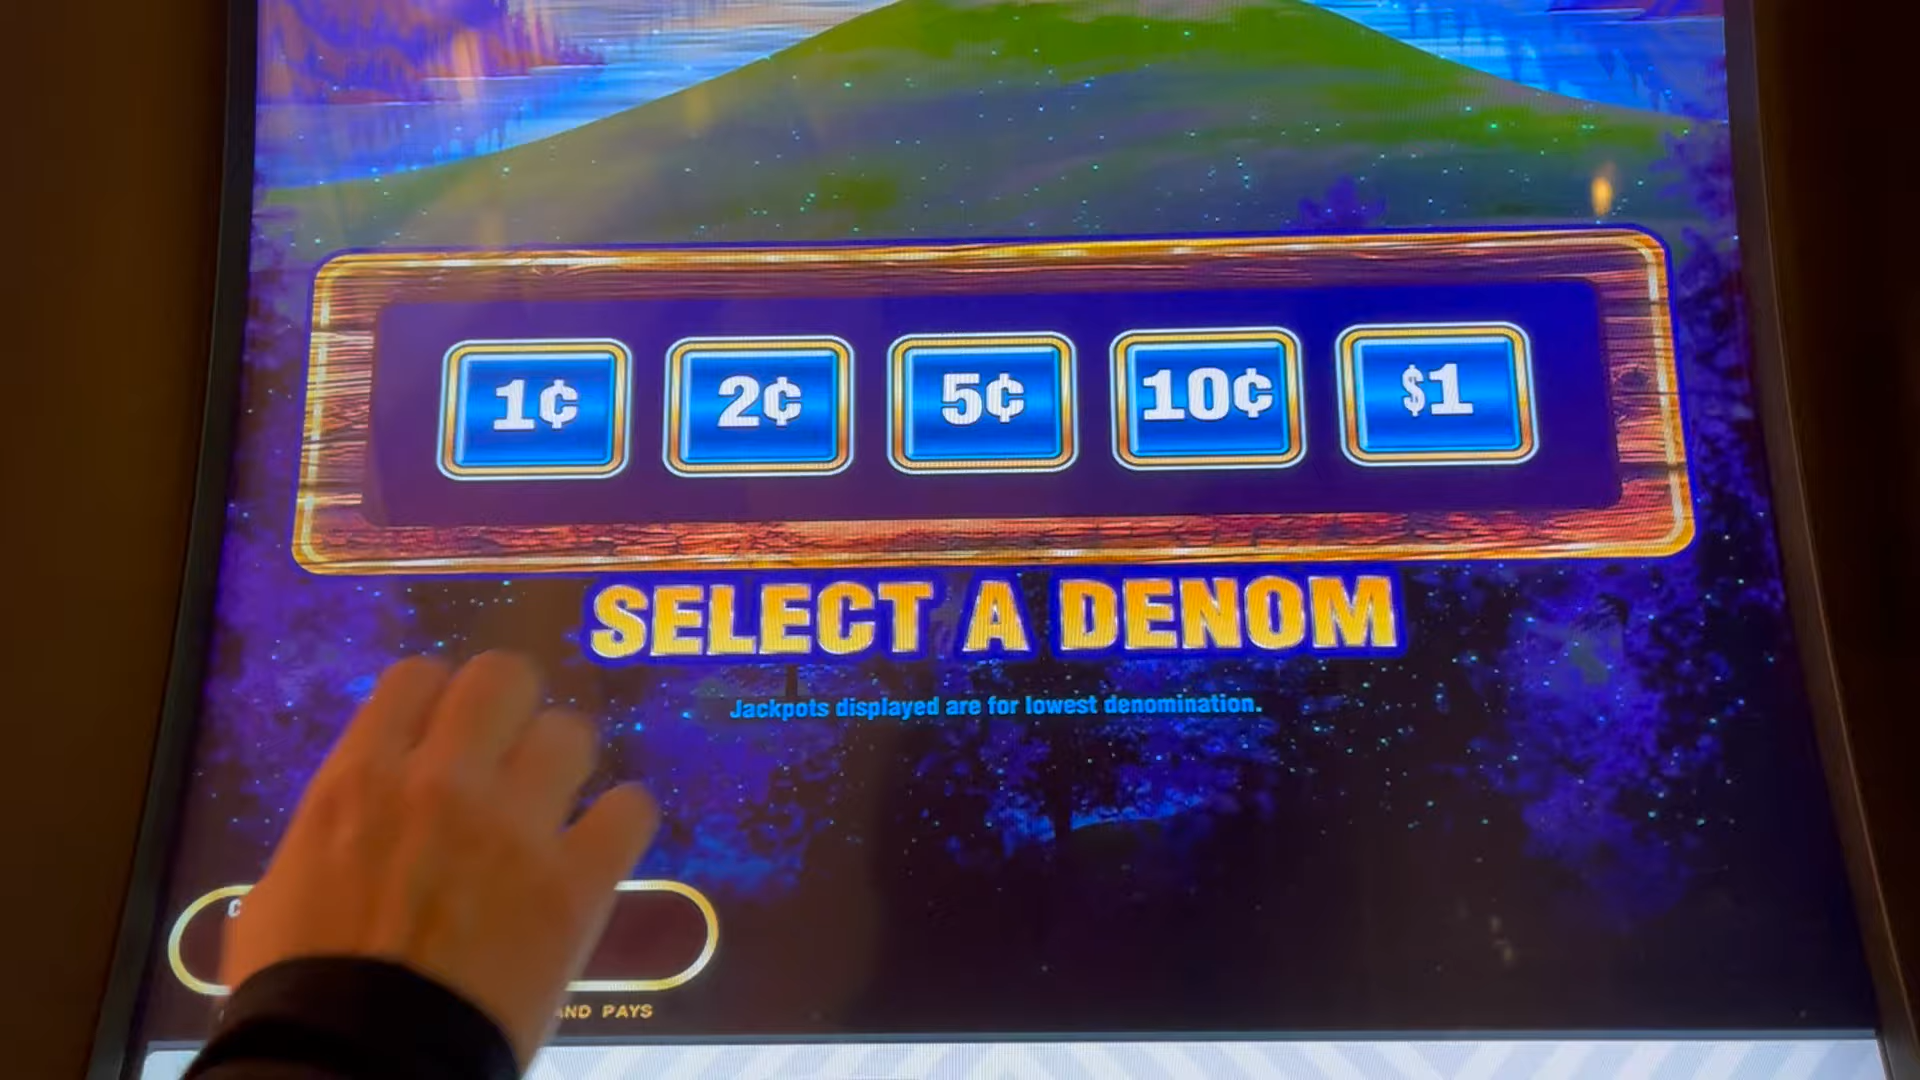 1¢ 2¢ 5¢ 10¢ $1
SELECT A DENOM
Jackpots displayed are for lowest denomination.
AND PAYS